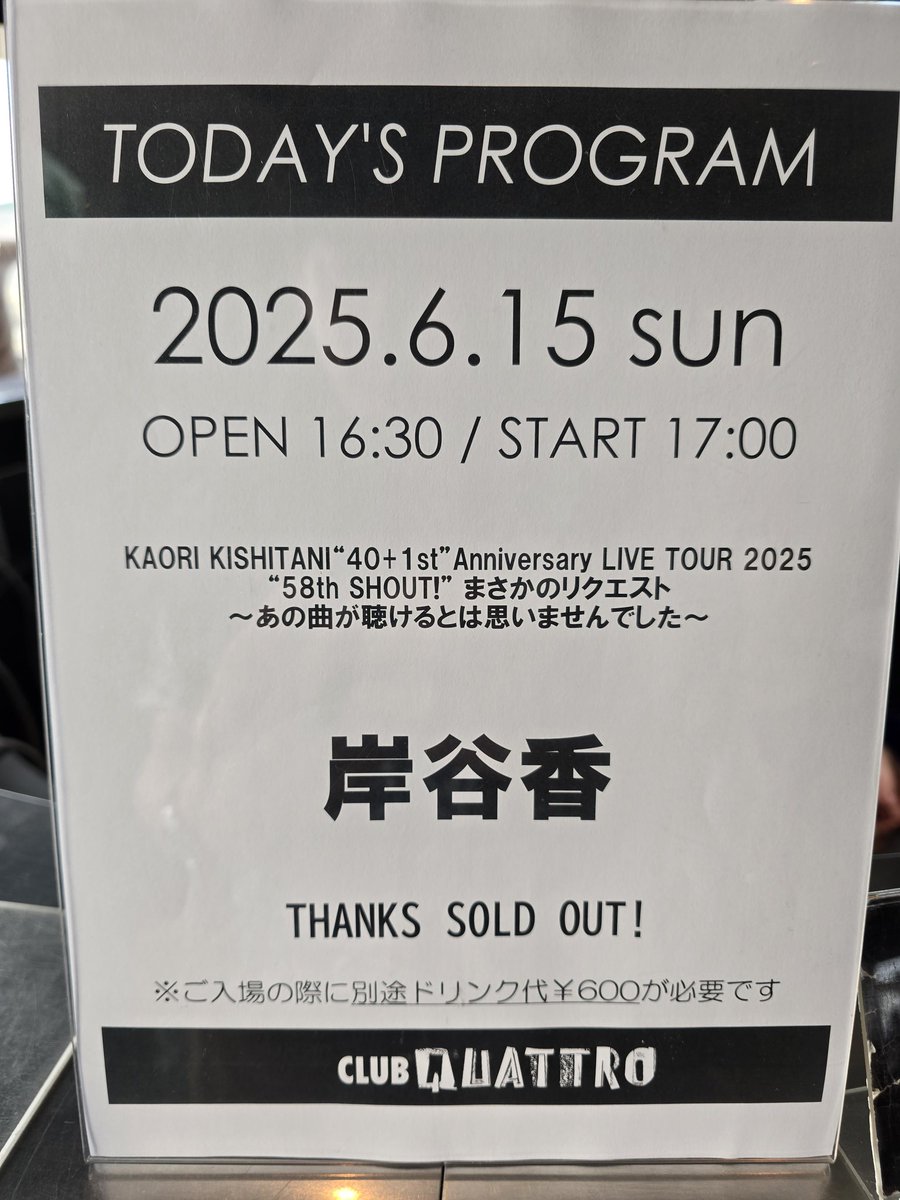 TODAY'S PROGRAM
2025.6.15 sun
OPEN 16:30 / START 17:00
KAORI KISHITANI“40+1st”Anniversary LIVE TOUR 2025
“58th SHOUT!” まさかのリクエスト
～あの曲が聴けるとは思いませんでした～
岸谷香
THANKS SOLD OUT!
※ご入場の際に別途ドリンク代¥600が必要です
CLUB QUATTRO